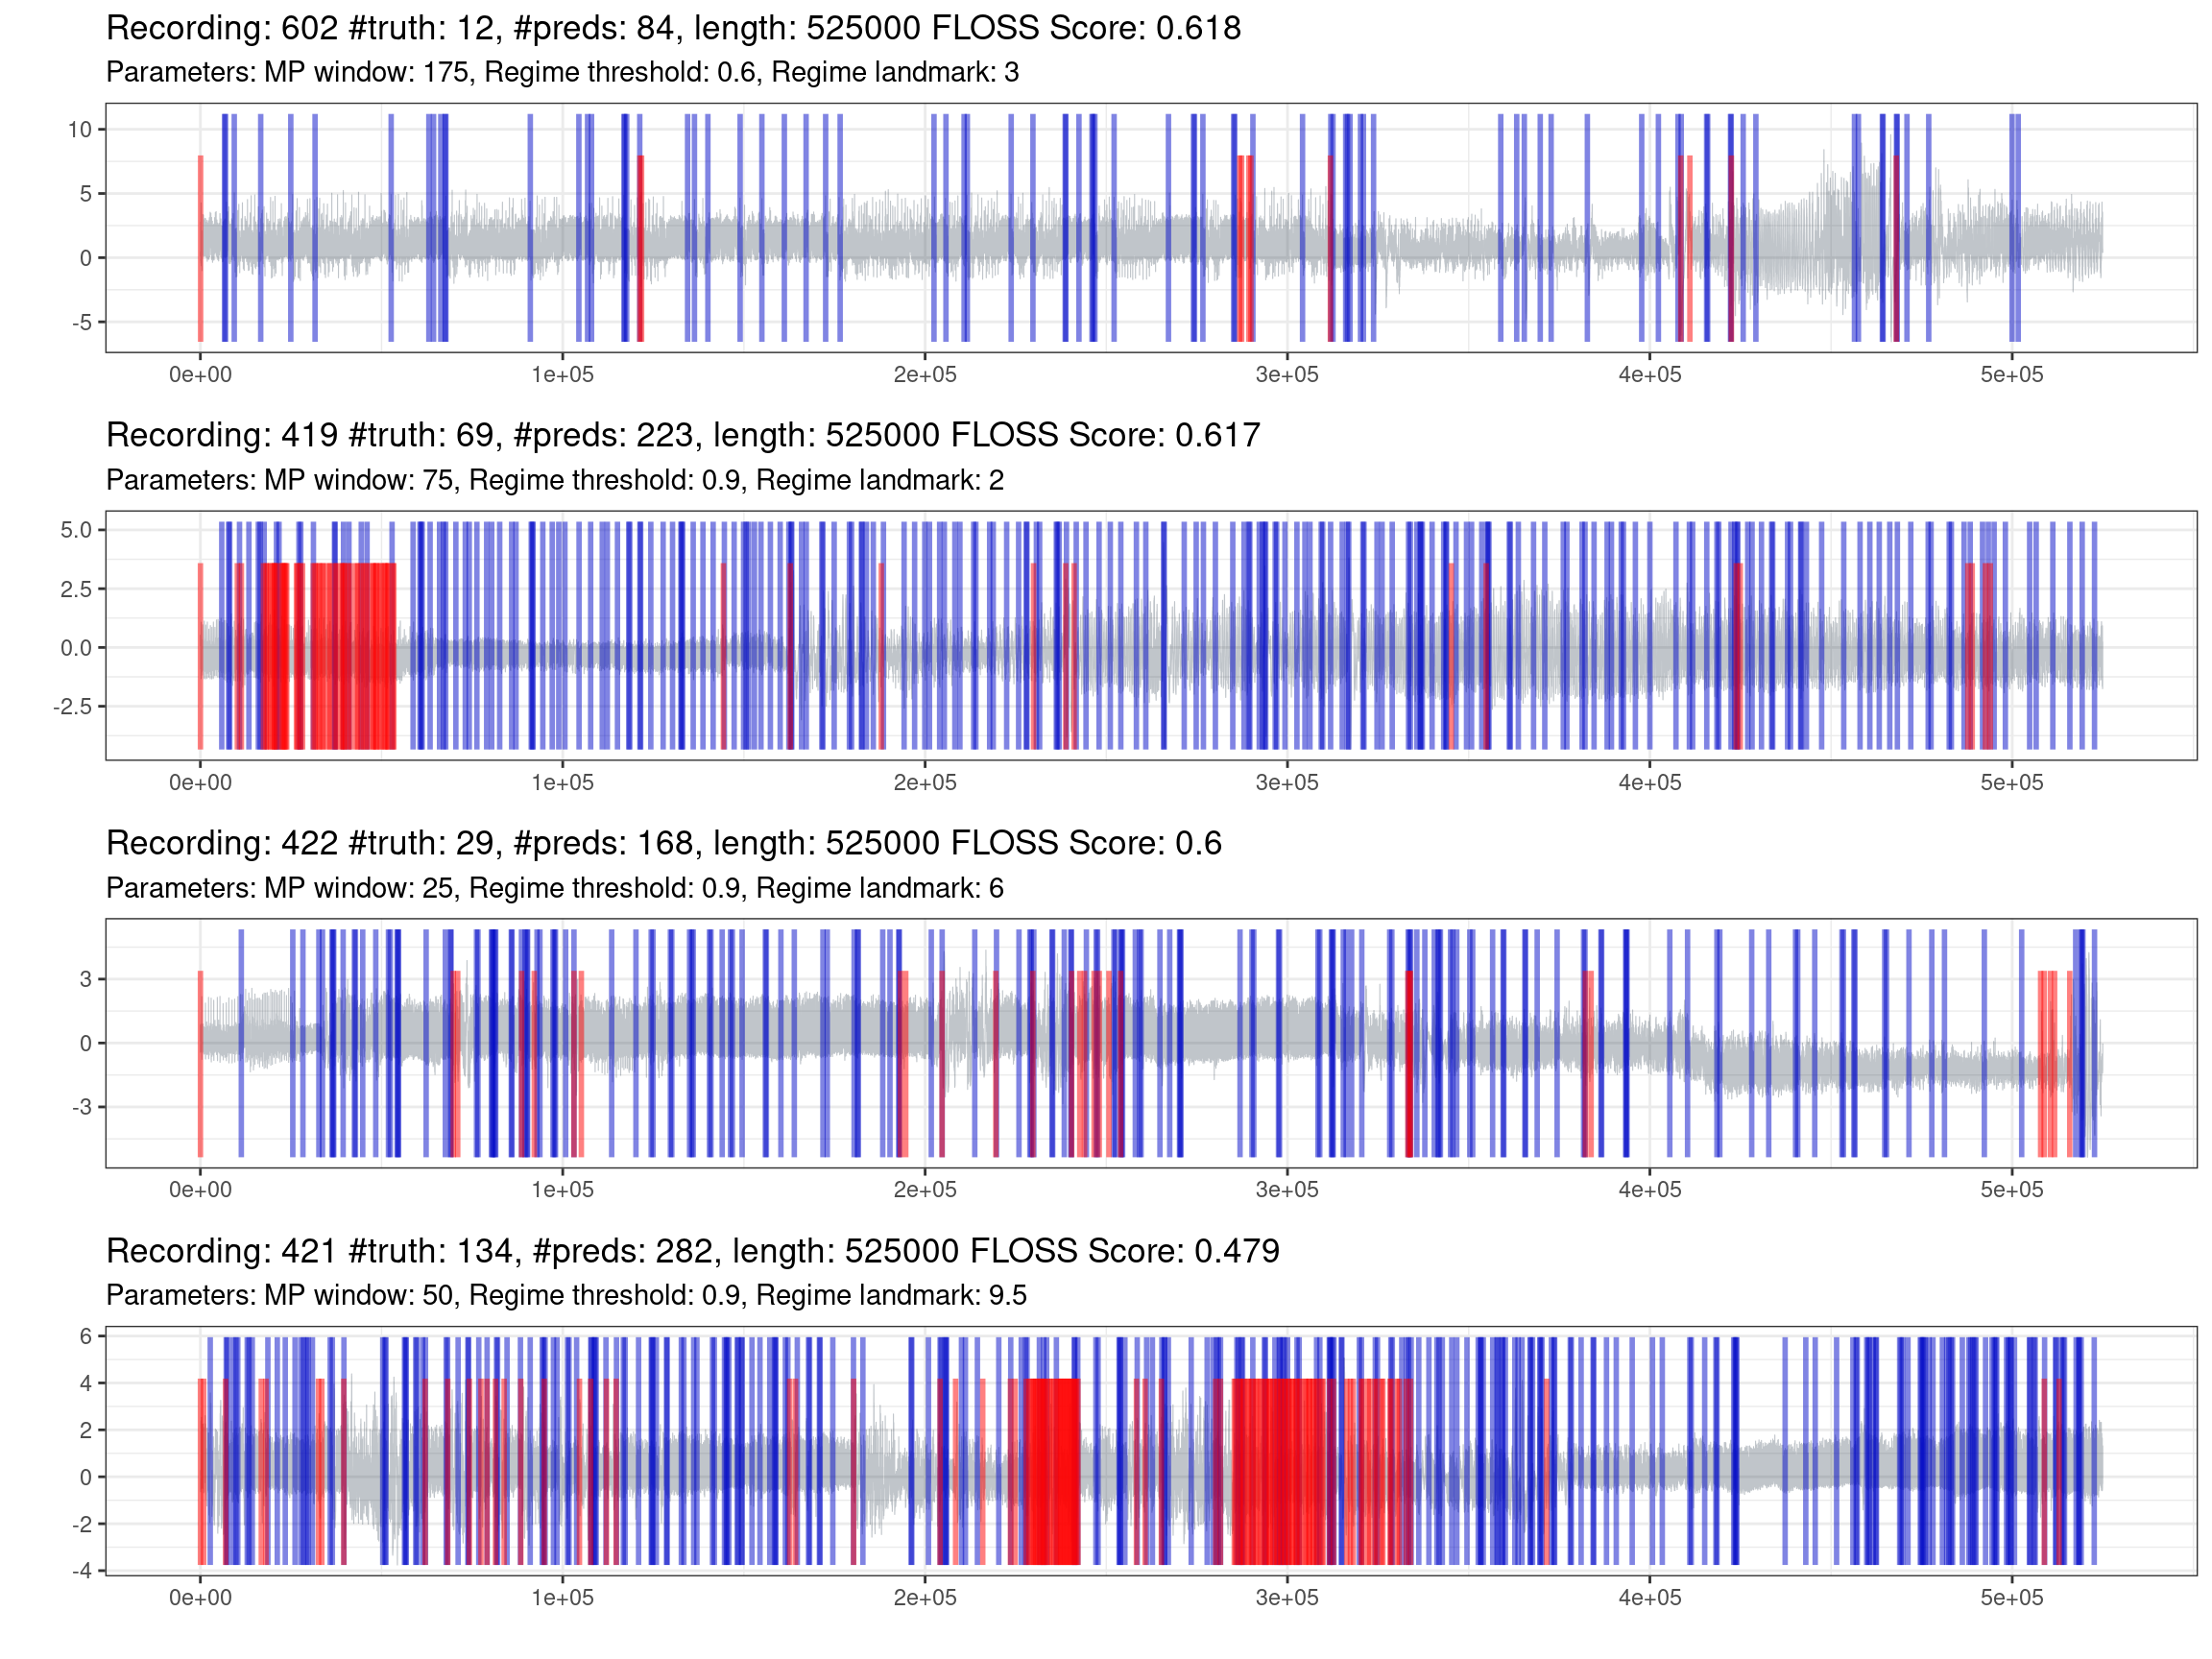 Recording: 602 #truth: 12, #preds: 84, length: 525000 FLOSS Score: 0.618
Parameters: MP window: 175, Regime threshold: 0.6, Regime landmark: 3
10
5
0
-5
0e+00 1e+05 2e+05 3e+05 4e+05 5e+05
Recording: 419 #truth: 69, #preds: 223, length: 525000 FLOSS Score: 0.617
Parameters: MP window: 75, Regime threshold: 0.9, Regime landmark: 2
5.0
2.5
0.0
-2.5
0e+00 1e+05 2e+05 3e+05 4e+05 5e+05
Recording: 422 #truth: 29, #preds: 168, length: 525000 FLOSS Score: 0.6
Parameters: MP window: 25, Regime threshold: 0.9, Regime landmark: 6
3
0
-3
0e+00 1e+05 2e+05 3e+05 4e+05 5e+05
Recording: 421 #truth: 134, #preds: 282, length: 525000 FLOSS Score: 0.479
Parameters: MP window: 50, Regime threshold: 0.9, Regime landmark: 9.5
6
4
2
0
-2
-4
0e+00 1e+05 2e+05 3e+05 4e+05 5e+05